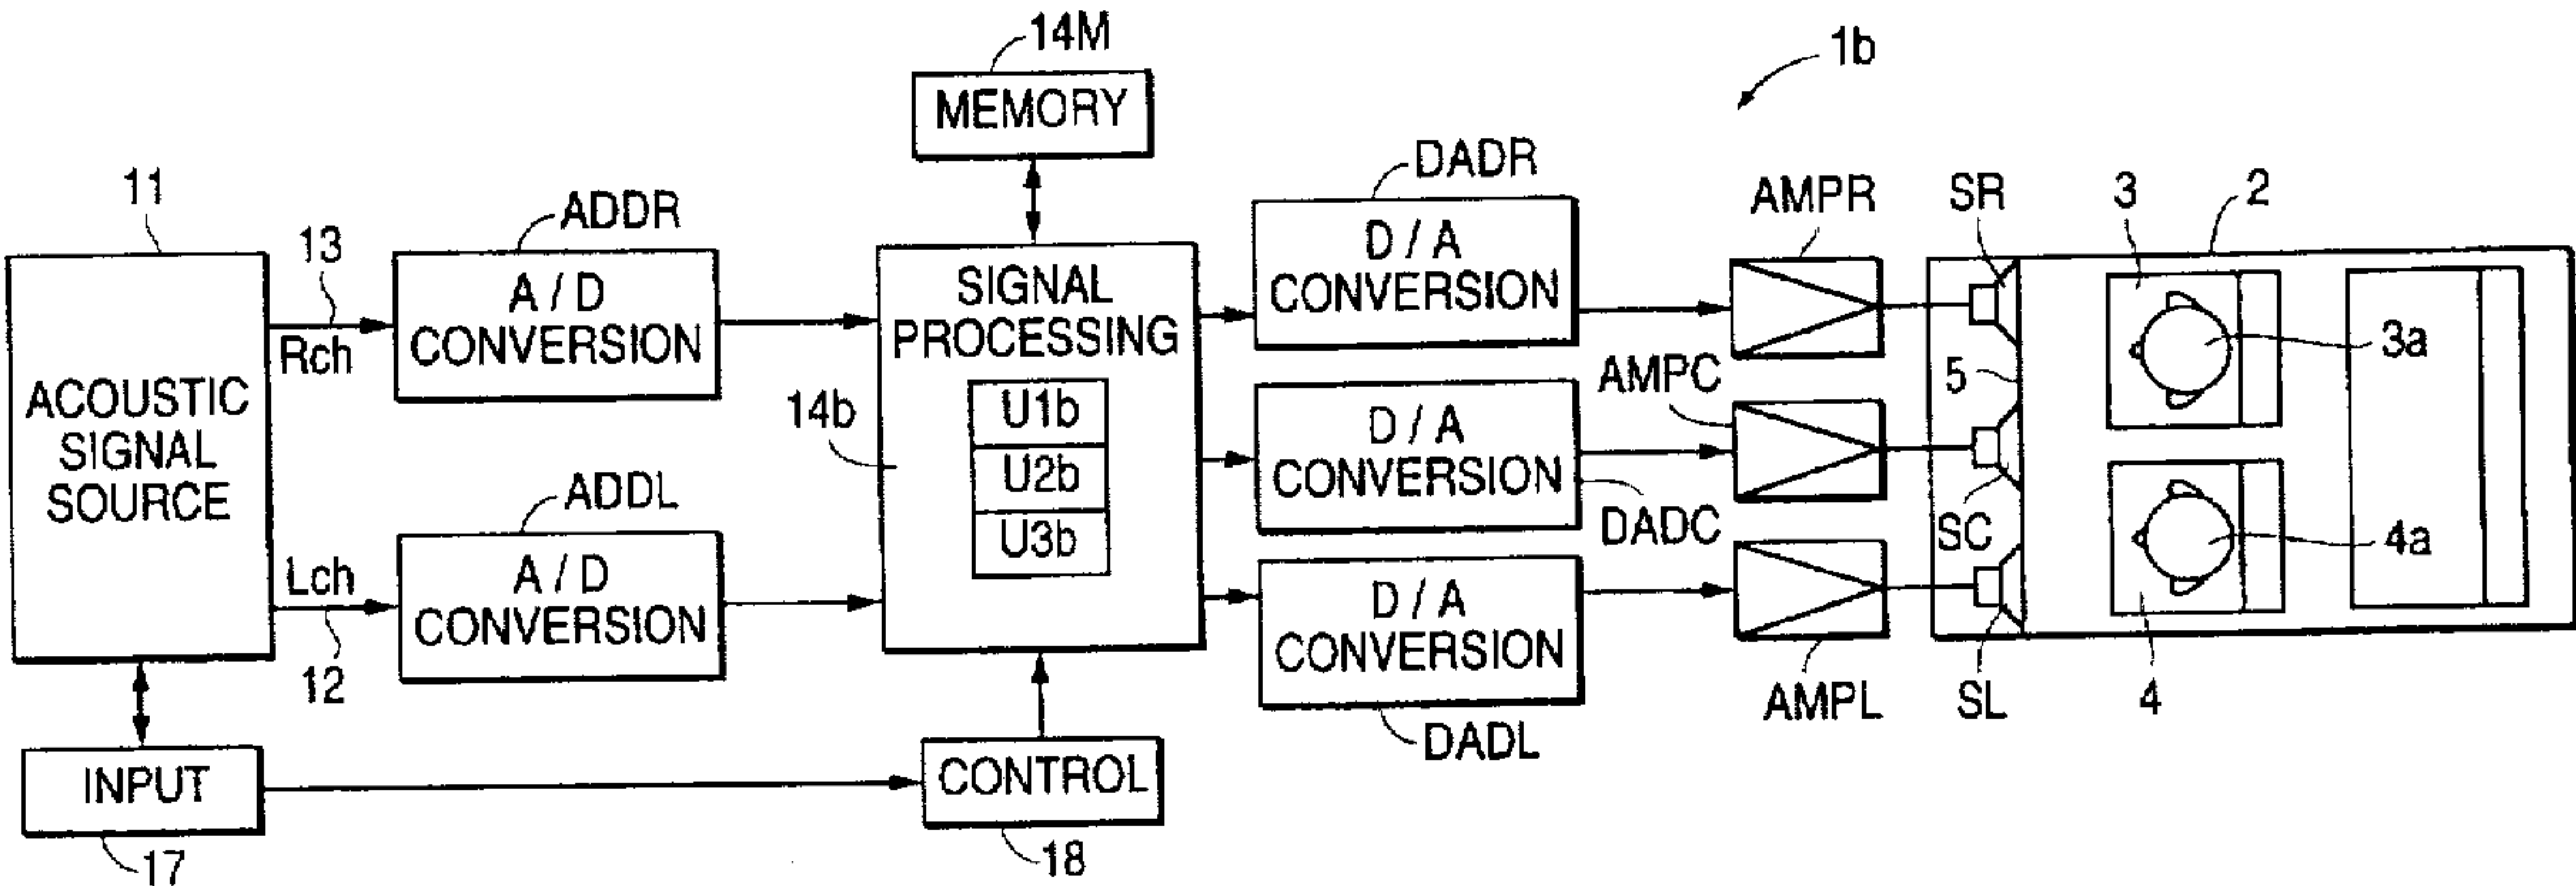 14M
MEMORY
1b
11
ACOUSTIC
SIGNAL
SOURCE
13
Rch
ADDR
A / D
CONVERSION
Lch
12
ADDL
A / D
CONVERSION
SIGNAL
PROCESSING
14b
U1b
U2b
U3b
DADR
D / A
CONVERSION
D / A
CONVERSION
DADC
D / A
CONVERSION
DADL
AMPR
AMPC
AMPL
SR
5
SC
SL
3
2
3a
4a
4
INPUT
17
CONTROL
18